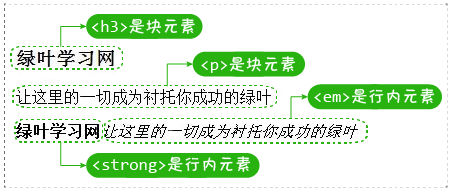 <h3>是块元素
绿叶学习网
<p>是块元素
让这里的一切成为衬托你成功的绿叶
<em>是行内元素
绿叶学习网 让这里的一切成为衬托你成功的绿叶
<strong>是行内元素